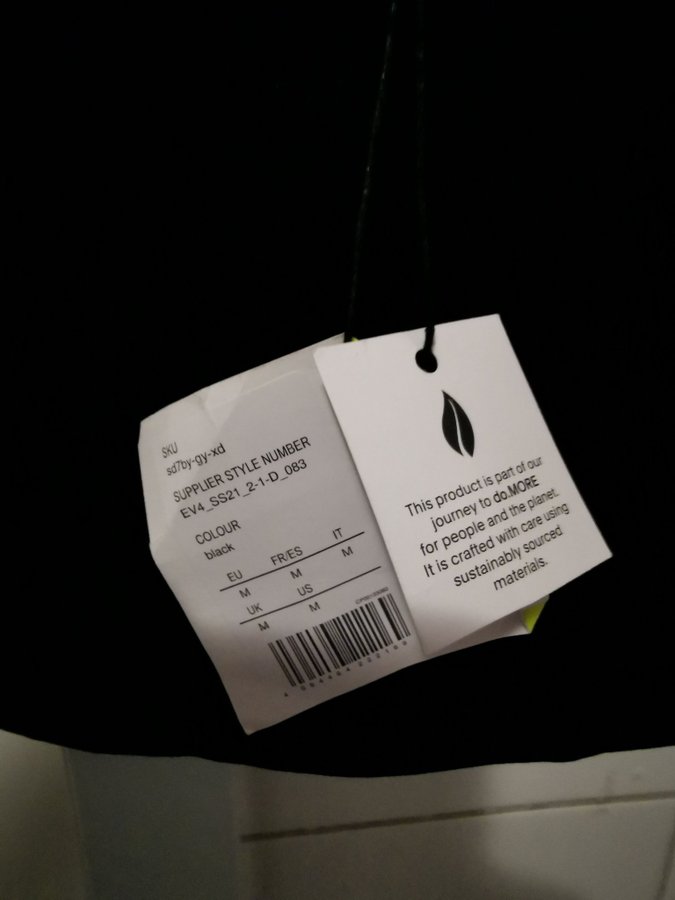 SKU
sd7by-gy-xd
SUPPLIER STYLE NUMBER
EV4_SS21_2-1-D_083
COLOUR
black
EU FR/ES IT
M M M
UK US
M M
This product is part of our
journey to do.MORE
for people and the planet.
It is crafted with care using
sustainably sourced
materials.